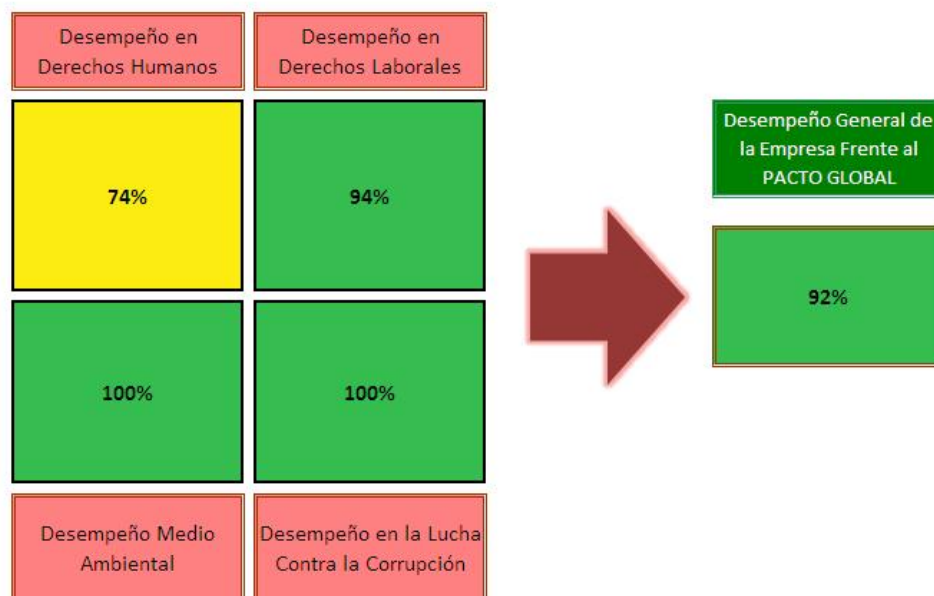 Desempeño en
Derechos Humanos
Desempeño en
Derechos Laborales
74%
94%
100%
100%
Desempeño Medio
Ambiental
Desempeño en la Lucha
Contra la Corrupción
Desempeño General de
la Empresa Frente al
PACTO GLOBAL
92%